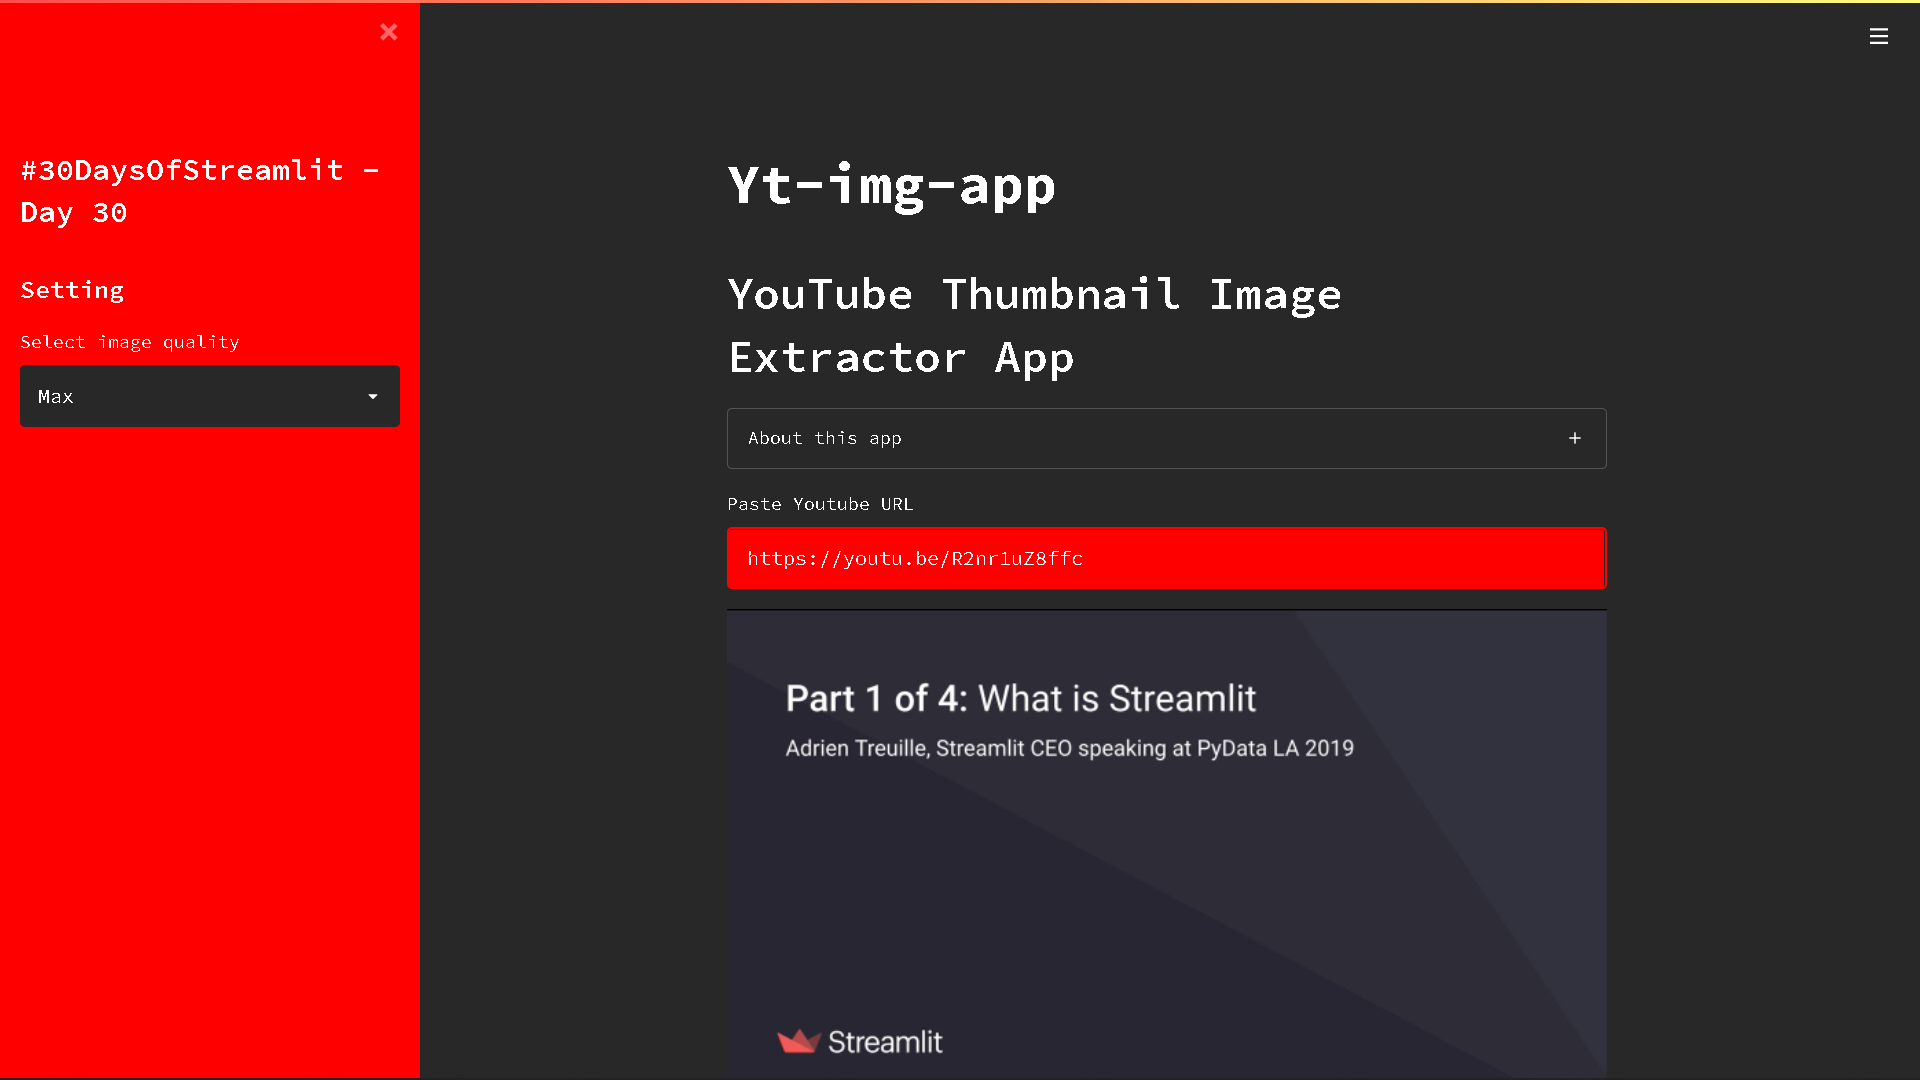 #30DaysOfStreamlit -
Day 30
Setting
Select image quality
Max
Yt-img-app
YouTube Thumbnail Image
Extractor App
About this app
Paste Youtube URL
https://youtu.be/R2nr1uZ8ffc
Part 1 of 4: What is Streamlit
Adrien Treuille, Streamlit CEO speaking at PyData LA 2019
Streamlit